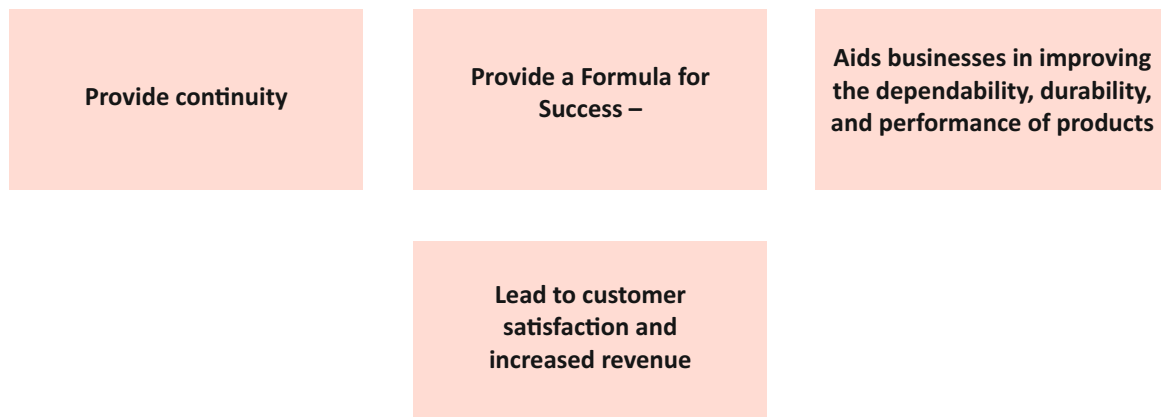 Provide continuity
Provide a Formula for
Success –
Aids businesses in improving
the dependability, durability,
and performance of products
Lead to customer
satisfaction and
increased revenue